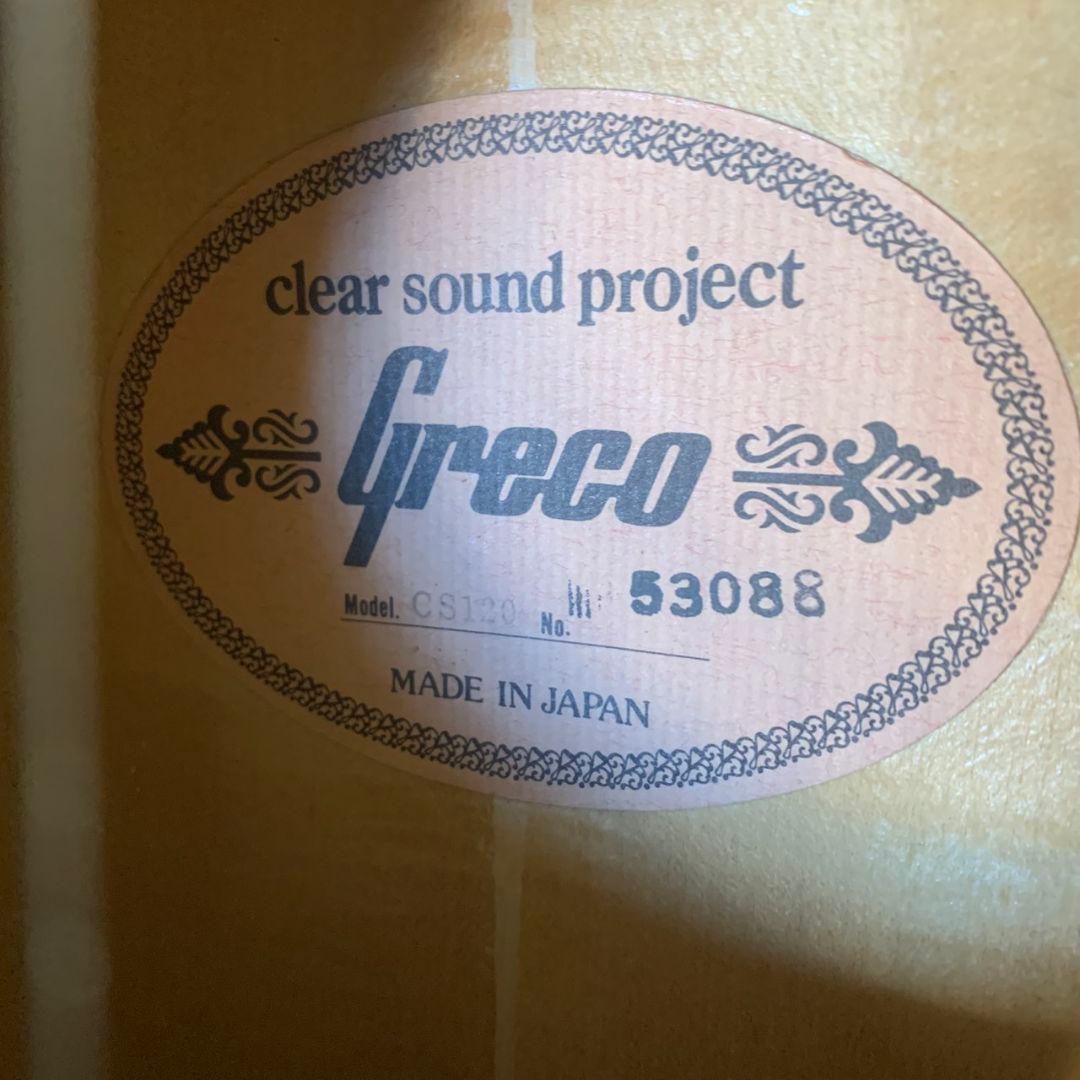 clear sound project
Greco
Model. CS120 No. 53088
MADE IN JAPAN